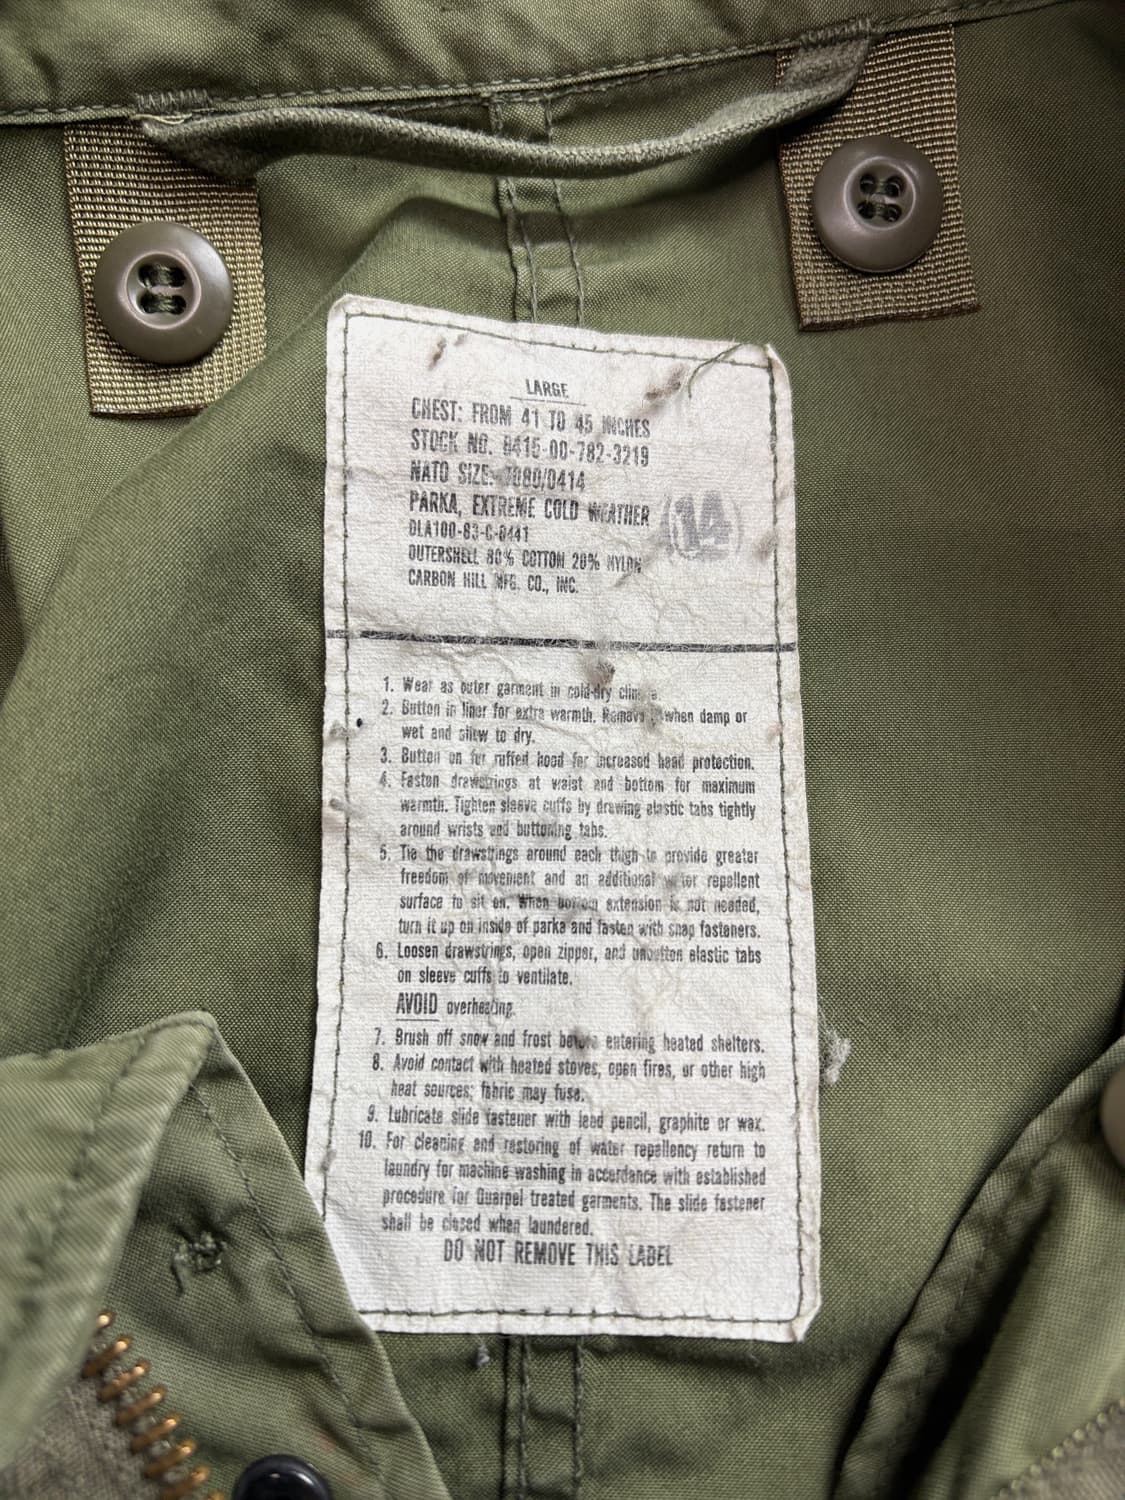 LARGE
CHEST: FROM 41 TO 45 INCHES
STOCK NO. 8415-00-782-3219
NATO SIZE: 7080/0414
PARKA, EXTREME COLD WEATHER
(14)
DLA100-83-C-0441
OUTERSHELL 80% COTTON 20% NYLON
CARBON HILL MFG. CO., INC.
1. Wear as outer garment in cold-dry
2. Button in liner for extra warmth. Remove when damp or
wet and allow to dry.
3. Button on fur ruffed hood for increased head protection.
4. Fasten drawstrings at waist and bottom for maximum
warmth. Tighten sleeve cuffs by drawing elastic tabs tightly
around wrists and buttoning tabs.
5. Tie the drawstrings around each thigh to provide greater
freedom of movement and an additional water repellent
surface to sit on. When bottom extension is not needed,
turn it up on inside of parka and fasten with snap fasteners.
6. Loosen drawstrings, open zipper, and unbutton elastic tabs
on sleeve cuffs to ventilate.
AVOID overheating.
7. Brush off snow and frost before entering heated shelters.
8. Avoid contact with heated stoves, open fires, or other high
heat sources; fabric may fuse.
9. Lubricate slide fastener with lead pencil, graphite or wax.
10. For cleaning and restoring of water repellency return to
laundry for machine washing in accordance with established
procedure for Quarpel treated garments. The slide fastener
shall be closed when laundered.
DO NOT REMOVE THIS LABEL